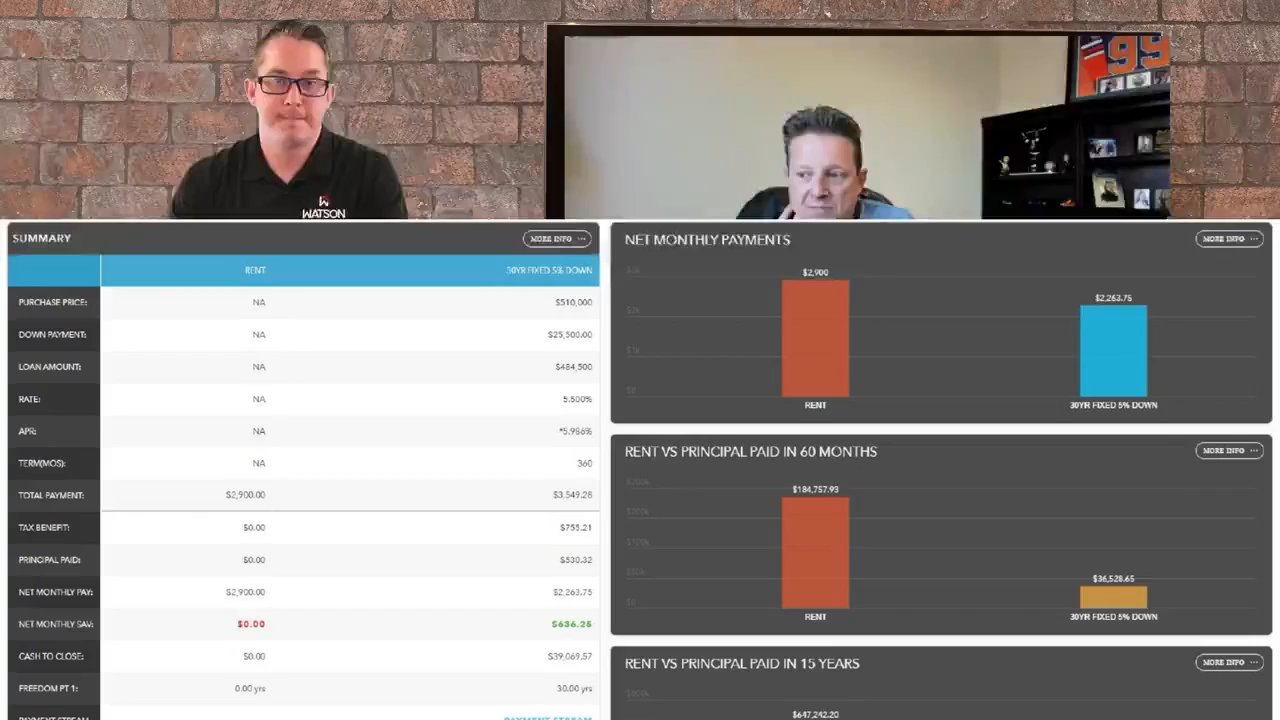 99
WATSON
SUMMARY
MORE INFO ...
RENT 30YR FIXED 5% DOWN
PURCHASE PRICE: NA $510,000
DOWN PAYMENT: NA $25,500.00
LOAN AMOUNT: NA $484,500
RATE: NA 5.500%
APR: NA *5.986%
TERM(MOS): NA 360
TOTAL PAYMENT: $2,900.00 $3,549.28
TAX BENEFIT: $0.00 $755.21
PRINCIPAL PAID: $0.00 $530.32
NET MONTHLY PAY: $2,900.00 $2,263.75
NET MONTHLY SAV: $0.00 $636.25
CASH TO CLOSE: $0.00 $39,069.57
FREEDOM PT 1: 0.00 yrs 30.00 yrs
PAYMENT STREAM PAYMENT STREAM
NET MONTHLY PAYMENTS
MORE INFO ...
$2,900
$2,263.75
$2k
$0
RENT 30YR FIXED 5% DOWN
RENT VS PRINCIPAL PAID IN 60 MONTHS
MORE INFO ...
$184,757.93
$36,528.65
$0
RENT 30YR FIXED 5% DOWN
RENT VS PRINCIPAL PAID IN 15 YEARS
MORE INFO ...
$647,242.20